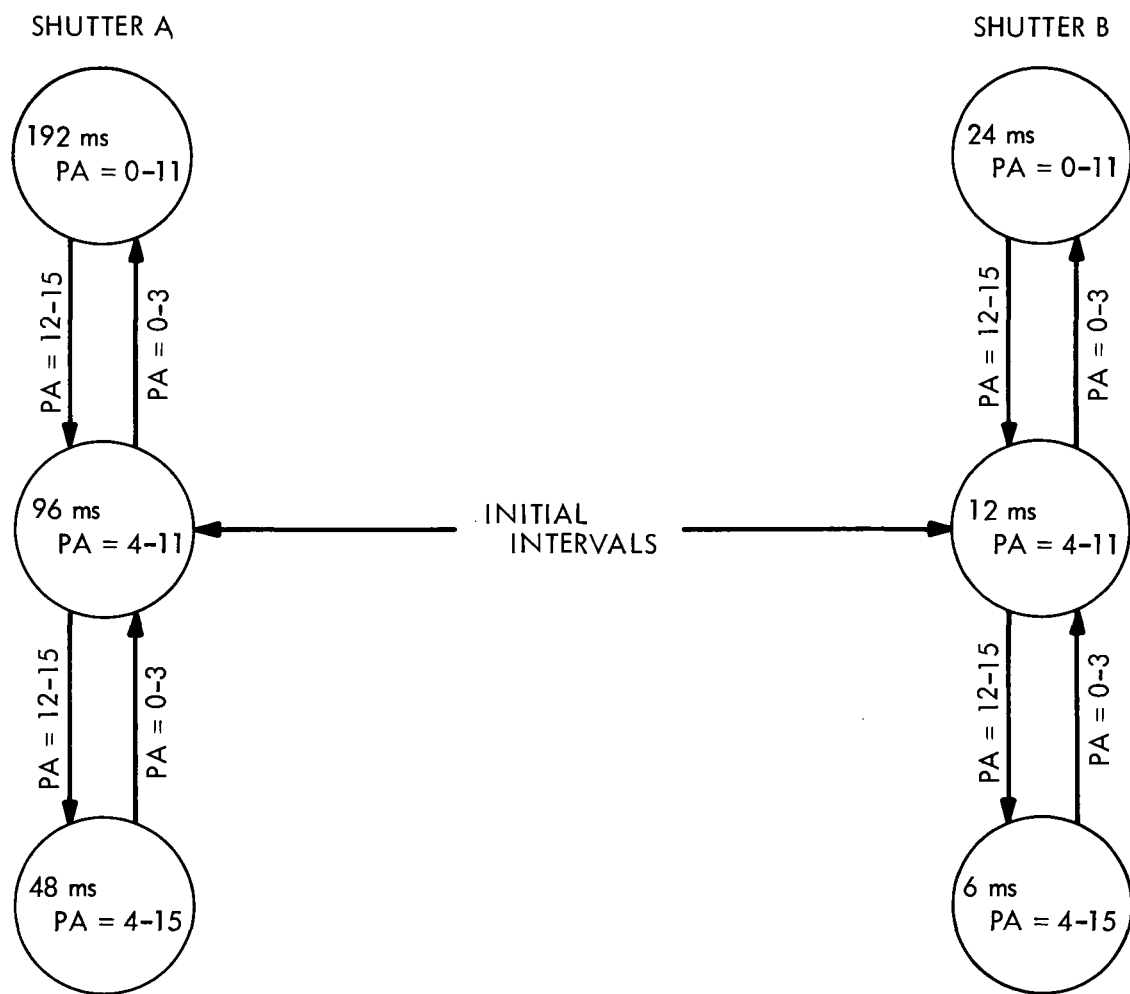 SHUTTER A
SHUTTER B
192 ms
PA = 0-11
24 ms
PA = 0-11
PA = 12-15
PA = 0-3
PA = 12-15
PA = 0-3
96 ms
PA = 4-11
INITIAL
INTERVALS
12 ms
PA = 4-11
PA = 12-15
PA = 0-3
PA = 12-15
PA = 0-3
48 ms
PA = 4-15
6 ms
PA = 4-15